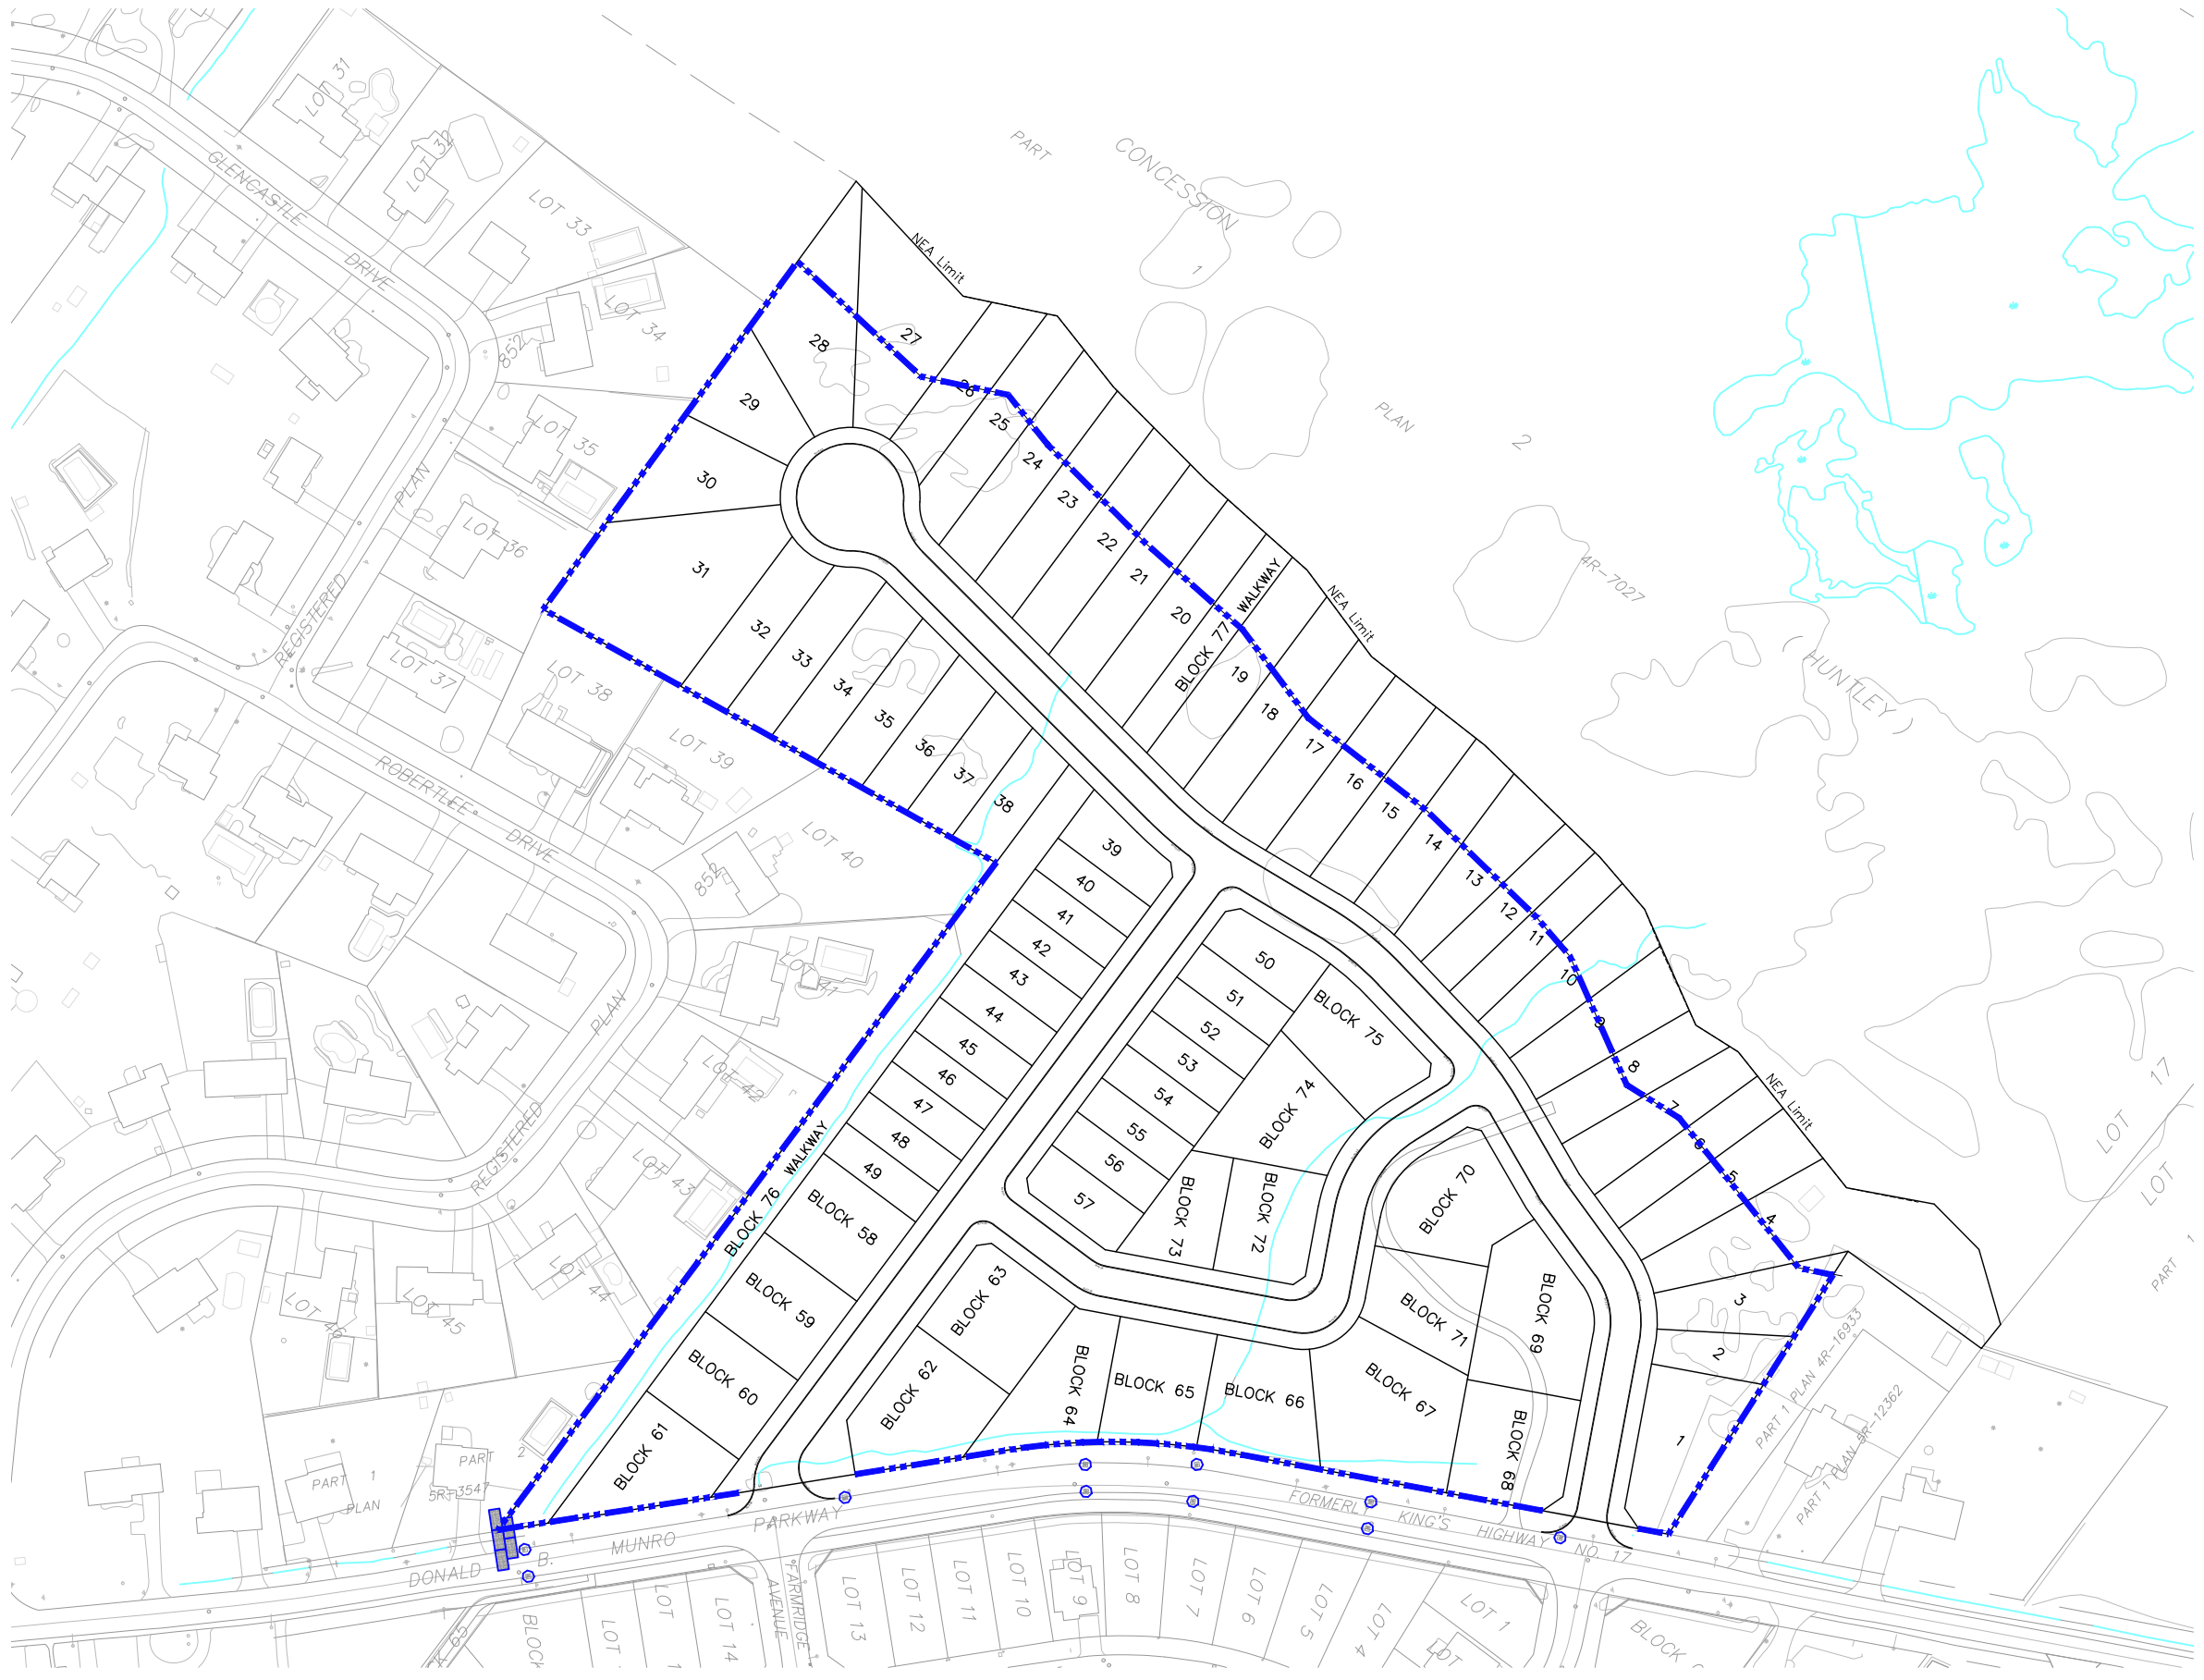 LOT 31
LOT 32
GLENCASTLE
DRIVE
LOT 33
LOT 34
852
LOT 35
PLAN
LOT 36
REGISTERED
LOT 37
LOT 38
LOT 39
LOT 40
852
ROBERTLEE
DRIVE
LOT 41
PLAN
LOT 42
REGISTERED
LOT 43
LOT 44
LOT 45
LOT 46
PART
CONCESSION
1
PLAN
2
4R-7027
( HUNTLEY )
NEA Limit
NEA Limit
NEA Limit
LOT 17
LOT
PART 1
28
27
26
25
24
23
22
21
20
BLOCK 77 WALKWAY
19
18
17
16
15
14
13
12
11
10
9
8
7
6
5
4
3
2
1
29
30
31
32
33
34
35
36
37
38
39
40
41
42
43
44
45
46
47
48
49
BLOCK 58
BLOCK 59
BLOCK 60
BLOCK 61
BLOCK 76 WALKWAY
50
51
52
53
54
55
56
57
BLOCK 75
BLOCK 74
BLOCK 73
BLOCK 72
BLOCK 70
BLOCK 71
BLOCK 69
BLOCK 63
BLOCK 62
BLOCK 64
BLOCK 65
BLOCK 66
BLOCK 67
BLOCK 68
PART 1 PLAN 4R-16933
PART 1 PLAN 5R-12362
PART 1
PLAN
5R-3547
PART 2
DONALD B. MUNRO PARKWAY
FORMERLY KING'S HIGHWAY NO. 17
FARMRIDGE
AVENUE
BLOCK
LOT
LOT
LOT 14
LOT 13
LOT 12
LOT 11
LOT 10
LOT 9
LOT 8
LOT 7
LOT 6
LOT 5
LOT 4
LOT
LOT 1
BLOCK